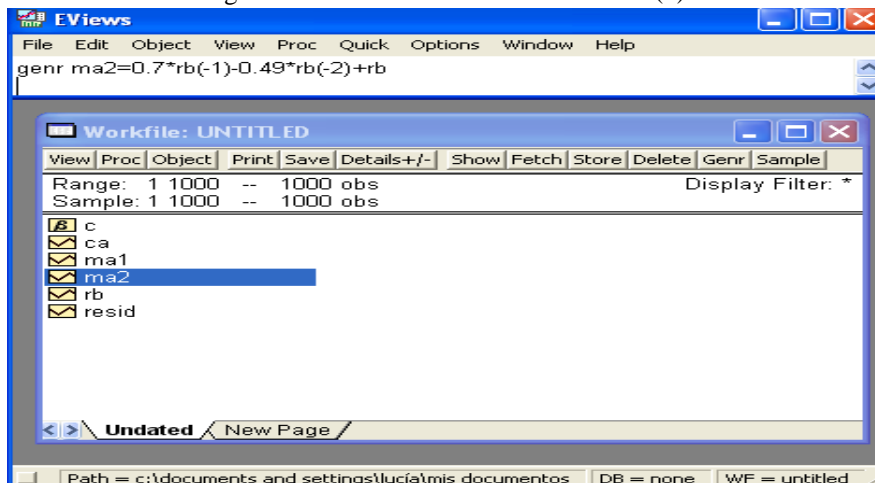 EViews
File Edit Object View Proc Quick Options Window Help
genr ma2=0.7*rb(-1)-0.49*rb(-2)+rb
Workfile: UNTITLED
View Proc Object Print Save Details+/- Show Fetch Store Delete Genr Sample
Range: 1 1000 -- 1000 obs Display Filter: *
Sample: 1 1000 -- 1000 obs
β c
ca
ma1
ma2
rb
resid
< > Undated New Page
Path = c:\documents and settings\lucía\mis documentos DB = none WF = untitled